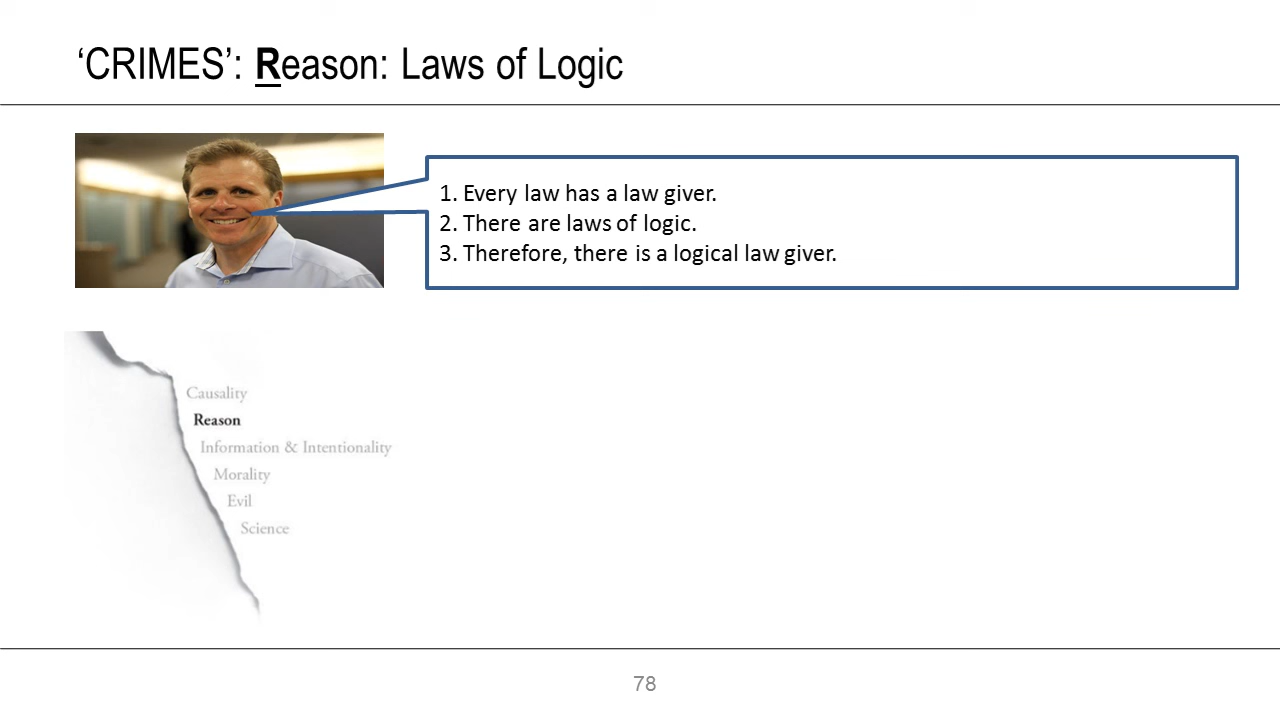 ‘CRIMES’: Reason: Laws of Logic
1. Every law has a law giver.
2. There are laws of logic.
3. Therefore, there is a logical law giver.
Causality
Reason
Information & Intentionality
Morality
Evil
Science
78